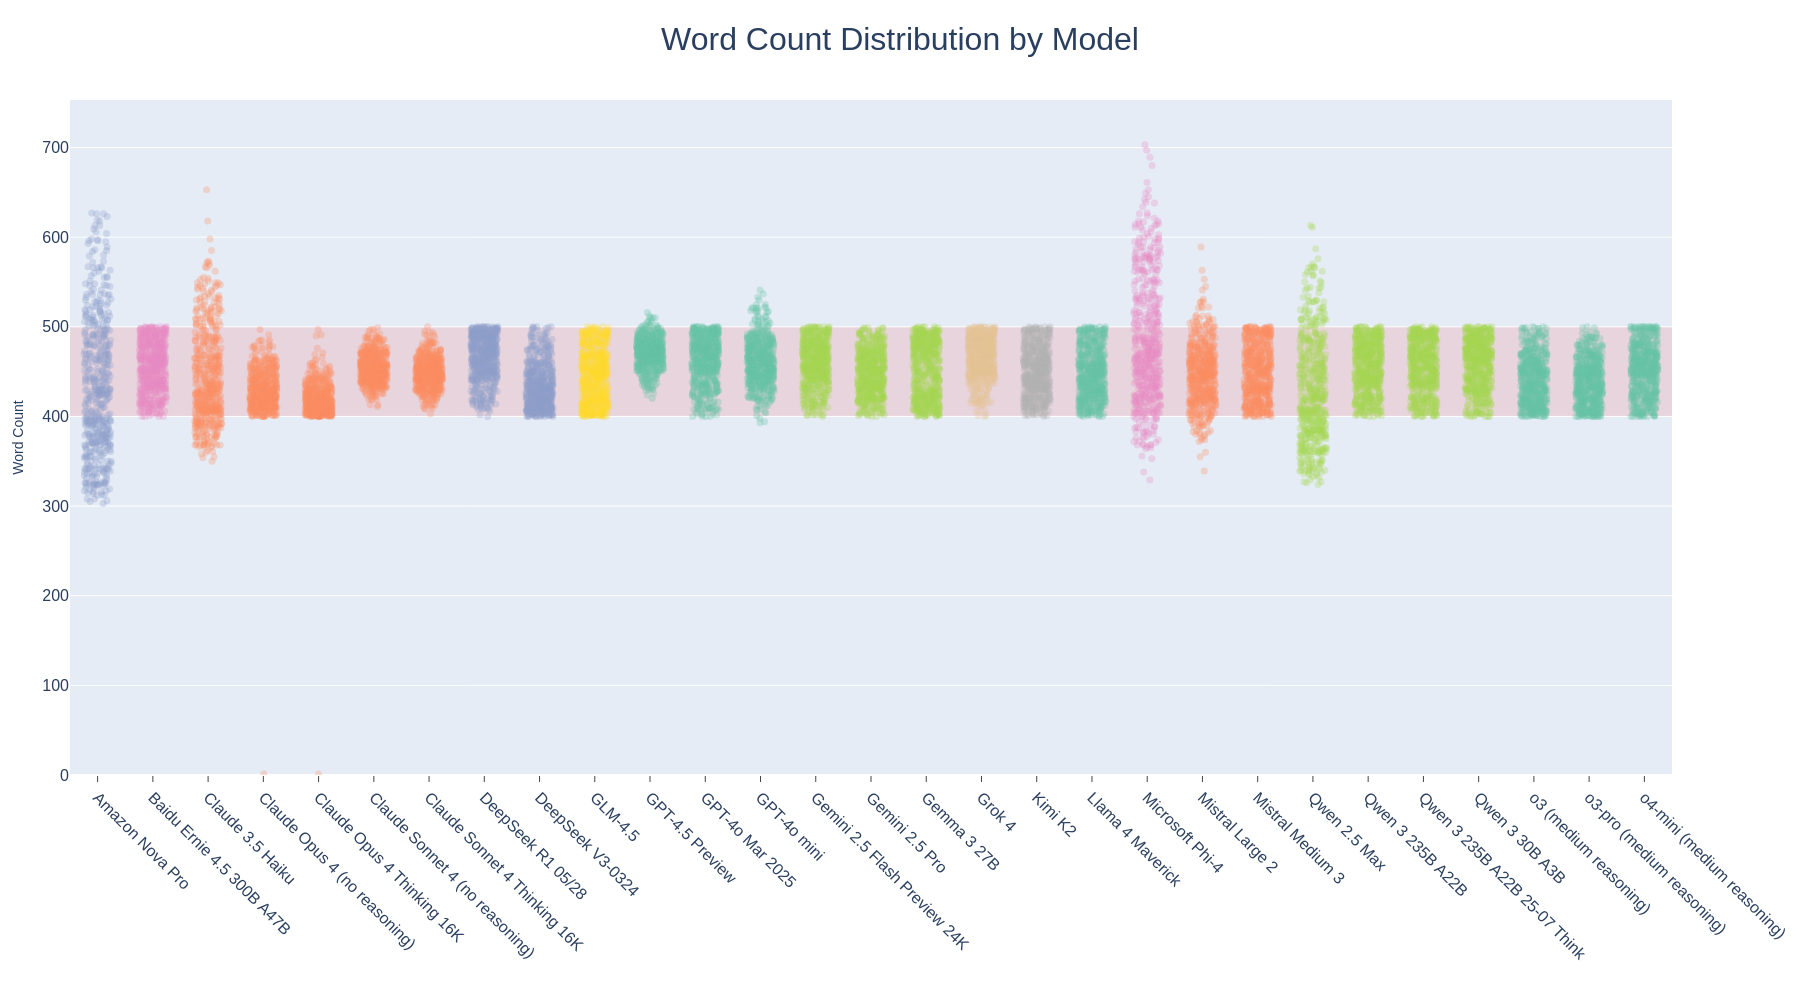 Word Count Distribution by Model
Word Count
700
600
500
400
300
200
100
0
Amazon Nova Pro
Baidu Ernie 4.5 300B A47B
Claude 3.5 Haiku
Claude Opus 4 (no reasoning)
Claude Opus 4 Thinking 16K
Claude Sonnet 4 (no reasoning)
Claude Sonnet 4 Thinking 16K
DeepSeek R1 05/28
DeepSeek V3-0324
GLM-4.5
GPT-4.5 Preview
GPT-4o Mar 2025
GPT-4o mini
Gemini 2.5 Flash Preview 24K
Gemini 2.5 Pro
Gemma 3 27B
Grok 4
Kimi K2
Llama 4 Maverick
Microsoft Phi-4
Mistral Large 2
Mistral Medium 3
Qwen 2.5 Max
Qwen 3 235B A22B
Qwen 3 235B A22B 25-07 Think
Qwen 3 30B A3B
o3 (medium reasoning)
o3-pro (medium reasoning)
o4-mini (medium reasoning)